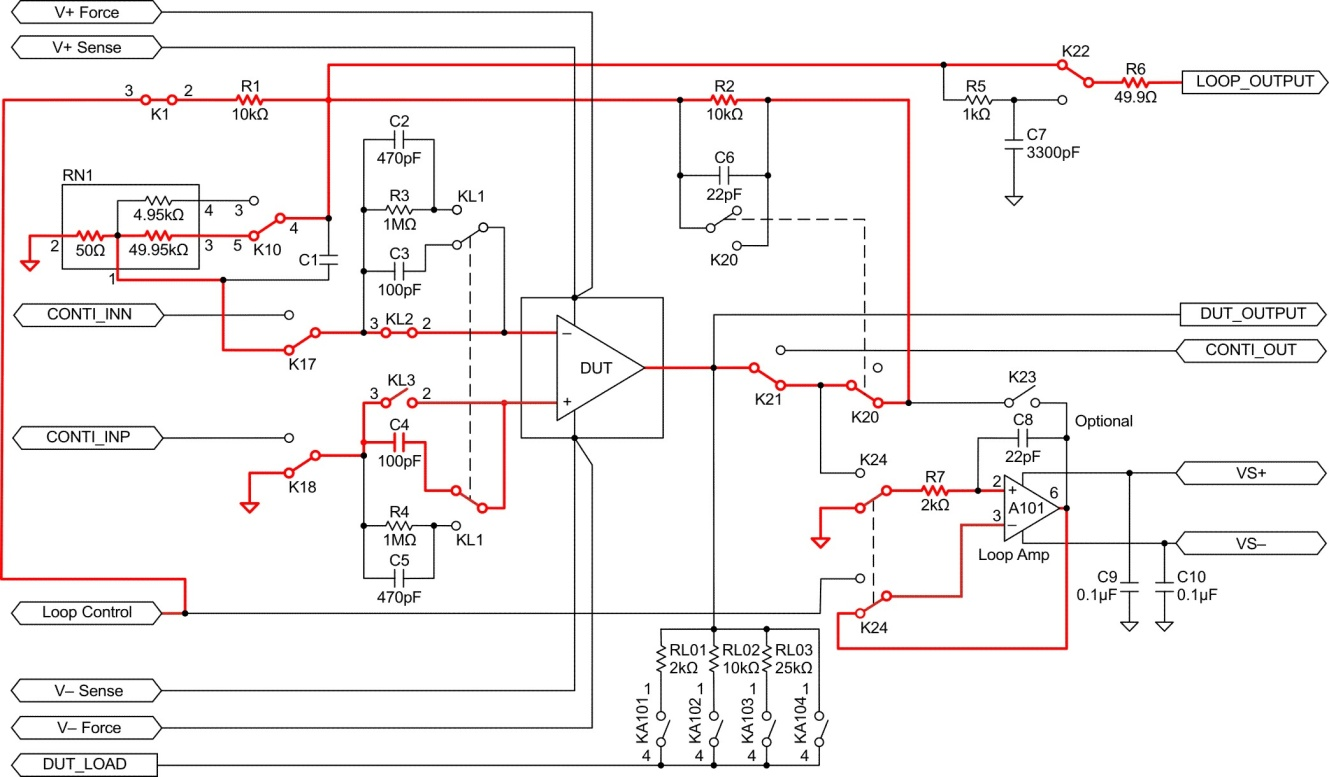 V+ Force
V+ Sense
K22
R6
49.9Ω
LOOP_OUTPUT
3
K1
2
R1
10kΩ
R2
10kΩ
R5
1kΩ
C7
3300pF
C2
470pF
C6
22pF
RN1
4.95kΩ
4
3
R3
1MΩ
KL1
2
50Ω
49.95kΩ
3
5
K10
4
C1
C3
100pF
K20
1
CONTI_INN
K17
3
KL2
2
–
DUT
+
DUT_OUTPUT
CONTI_OUT
K21
K20
K23
Optional
KL3
3
2
CONTI_INP
C4
100pF
K18
C8
22pF
K24
R7
2kΩ
2
+
6
A101
3
–
Loop Amp
VS+
VS–
R4
1MΩ
KL1
C5
470pF
C9
0.1µF
C10
0.1µF
Loop Control
K24
RL01
2kΩ
RL02
10kΩ
RL03
25kΩ
V– Sense
1
1
1
1
KA101
KA102
KA103
KA104
V– Force
4
4
4
4
DUT_LOAD